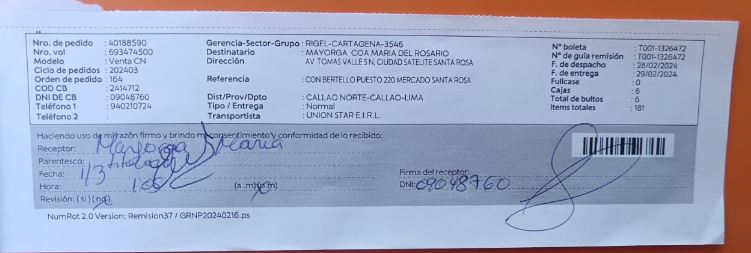 Nro. de pedido : 40188590 Gerencia-Sector-Grupo : RIGEL-CARTAGENA-3546 Nº boleta : T001-1326472
Nro. vol : 693474500 Destinatario : MAYORGA COA MARIA DEL ROSARIO Nº de guía remisión : T001-1326472
Modelo : Venta CN Dirección : AV TOMAS VALLE SN, CIUDAD SATELITE SANTA ROSA F. de despacho : 28/02/2024
Ciclo de pedidos : 202403 F. de entrega : 29/02/2024
Orden de pedido : 164 Referencia : CON BERTELLO PUESTO 220 MERCADO SANTA ROSA Fullcase : 0
COD CB : 2414712 Cajas : 6
DNI DE CB : 09048760 Dist/Prov/Dpto : CALLAO NORTE-CALLAO-LIMA Total de bultos : 6
Teléfono 1 : 940210724 Tipo / Entrega : Normal Items totales : 181
Teléfono 2 : Transportista : UNION STAR E.I.R.L.
Haciendo uso de mi razón firmo y brindo mi consentimiento y conformidad de lo recibido:
Receptor: Mayorga Maria
Parentesco: titular
Fecha: 1/3 Firma del receptor:
Hora: (a.m)(p.m) DNI: 09048760
Revisión: (si) (no)
NumRot 2.0 Version: Remision37 / GRNP20240216.ps